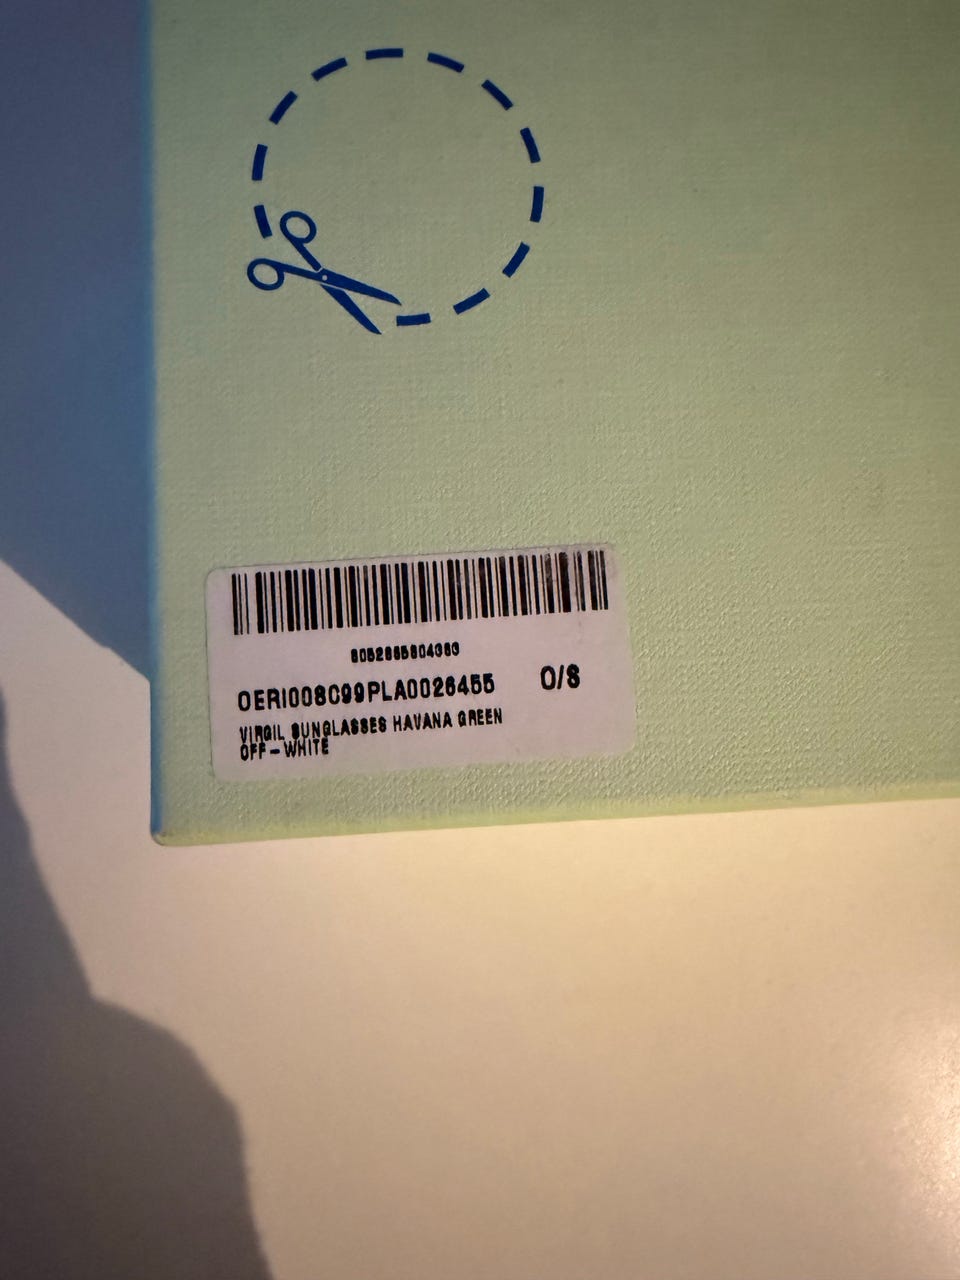 8052865804363
OERI008C99PLA0026455 O/S
VIRGIL SUNGLASSES HAVANA GREEN
OFF-WHITE